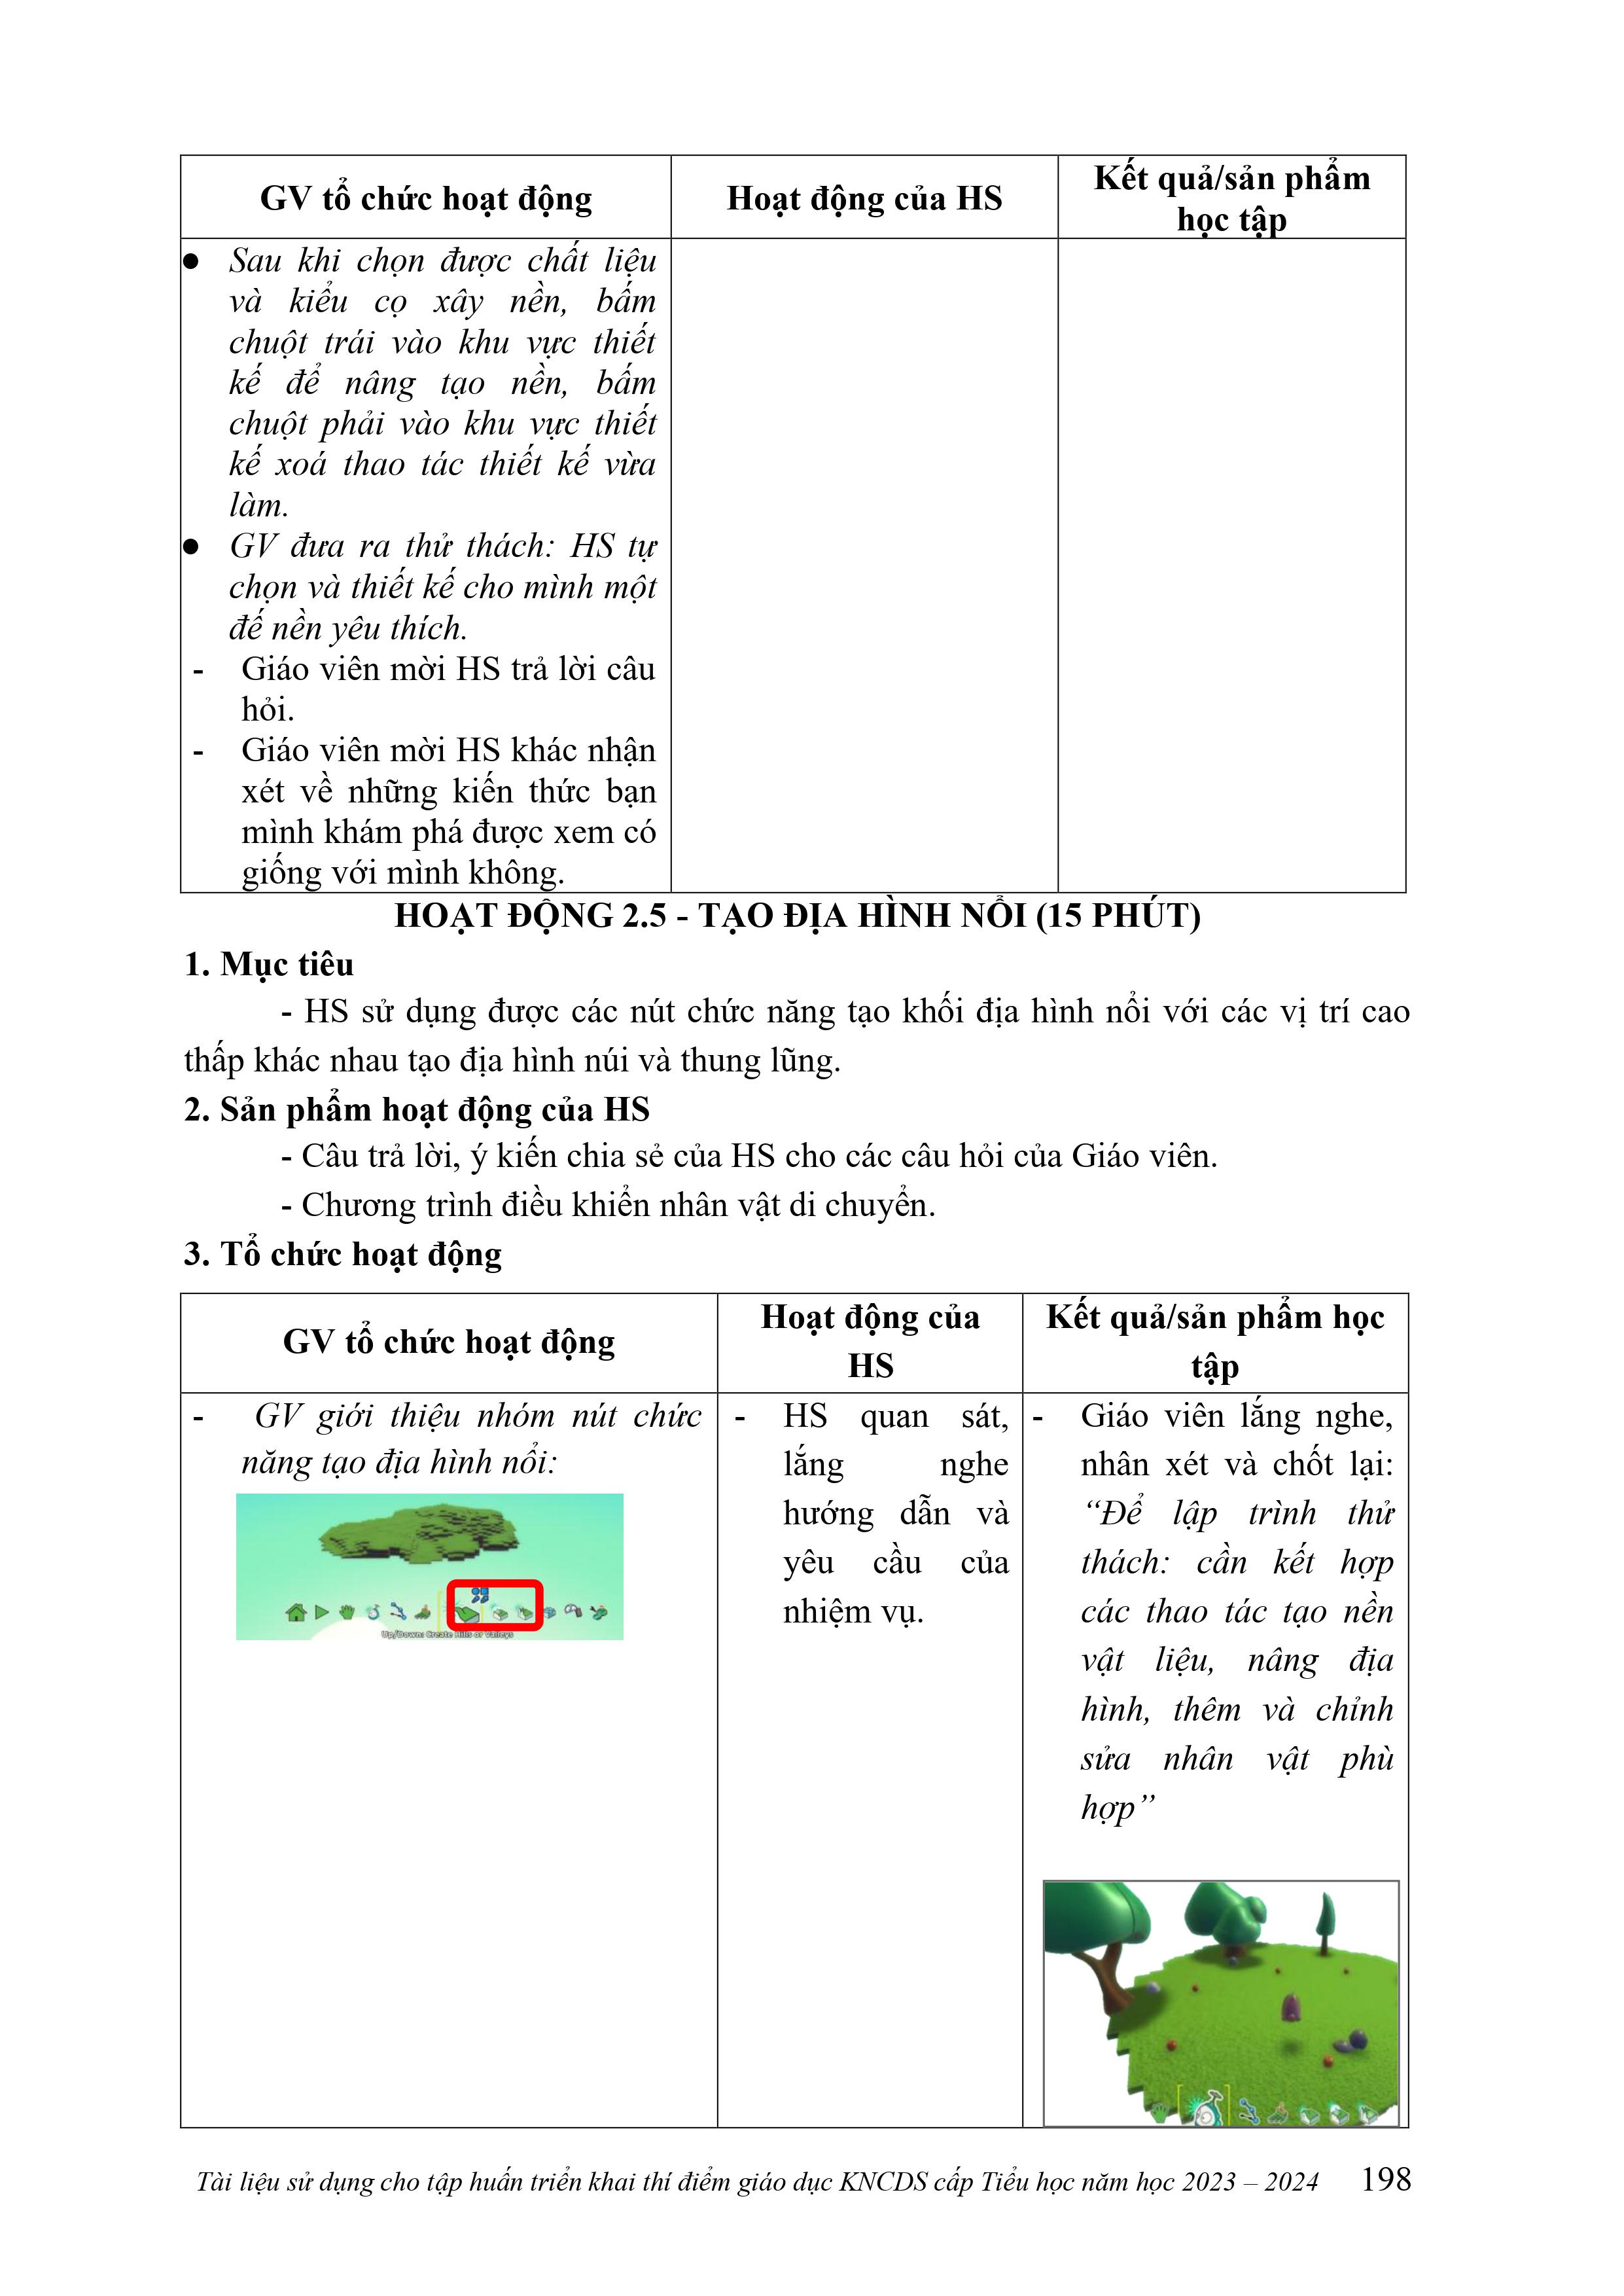 GV tổ chức hoạt động
Hoạt động của HS
Kết quả/sản phẩm
học tập
● Sau khi chọn được chất liệu
và kiểu cọ xây nền, bấm
chuột trái vào khu vực thiết
kế để nâng tạo nền, bấm
chuột phải vào khu vực thiết
kế xoá thao tác thiết kế vừa
làm.
● GV đưa ra thử thách: HS tự
chọn và thiết kế cho mình một
đế nền yêu thích.
- Giáo viên mời HS trả lời câu
hỏi.
- Giáo viên mời HS khác nhận
xét về những kiến thức bạn
mình khám phá được xem có
giống với mình không.
HOẠT ĐỘNG 2.5 - TẠO ĐỊA HÌNH NỔI (15 PHÚT)
1. Mục tiêu
- HS sử dụng được các nút chức năng tạo khối địa hình nổi với các vị trí cao
thấp khác nhau tạo địa hình núi và thung lũng.
2. Sản phẩm hoạt động của HS
- Câu trả lời, ý kiến chia sẻ của HS cho các câu hỏi của Giáo viên.
- Chương trình điều khiển nhân vật di chuyển.
3. Tổ chức hoạt động
GV tổ chức hoạt động
Hoạt động của
HS
Kết quả/sản phẩm học
tập
- GV giới thiệu nhóm nút chức
năng tạo địa hình nổi:
Up/Down: Create Hills or Valleys
- HS quan sát,
lắng nghe
hướng dẫn và
yêu cầu của
nhiệm vụ.
- Giáo viên lắng nghe,
nhân xét và chốt lại:
“Để lập trình thử
thách: cần kết hợp
các thao tác tạo nền
vật liệu, nâng địa
hình, thêm và chỉnh
sửa nhân vật phù
hợp”
Tài liệu sử dụng cho tập huấn triển khai thí điểm giáo dục KNCDS cấp Tiểu học năm học 2023 – 2024 198